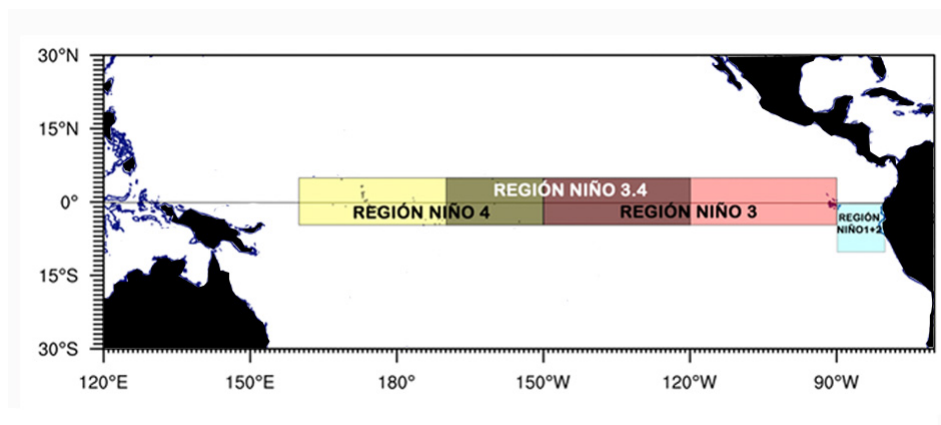 30°N
15°N
0°
15°S
30°S
REGIÓN NIÑO 3.4
REGIÓN NIÑO 4
REGIÓN NIÑO 3
REGIÓN
NIÑO1+2
120°E
150°E
180°
150°W
120°W
90°W